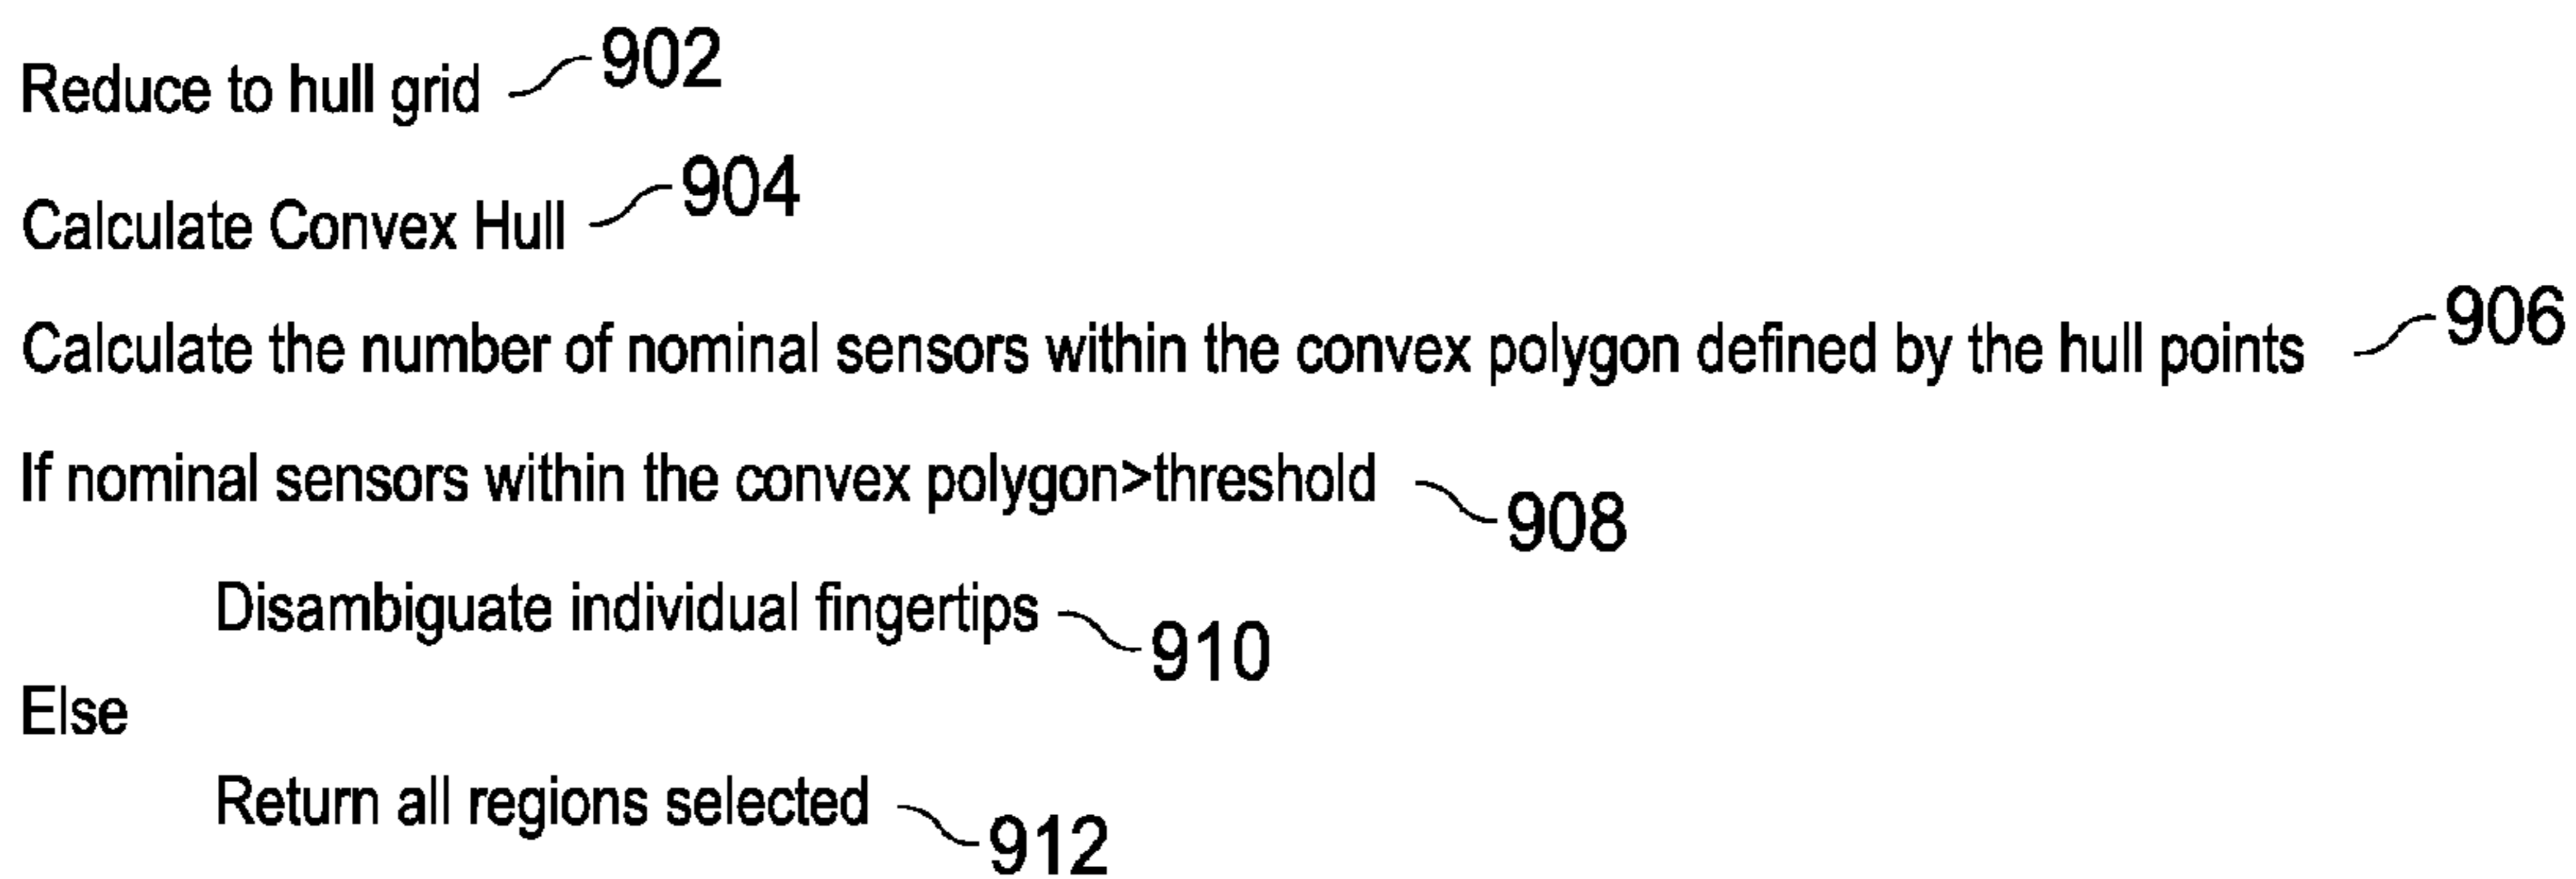 Reduce to hull grid 902
Calculate Convex Hull 904
Calculate the number of nominal sensors within the convex polygon defined by the hull points 906
If nominal sensors within the convex polygon>threshold 908
Disambiguate individual fingertips 910
Else
Return all regions selected 912